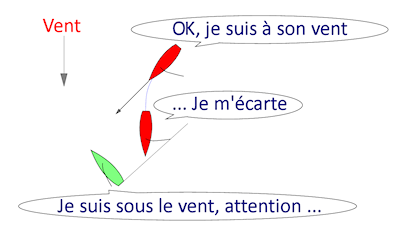 Vent
OK, je suis à son vent
... Je m'écarte
Je suis sous le vent, attention ...